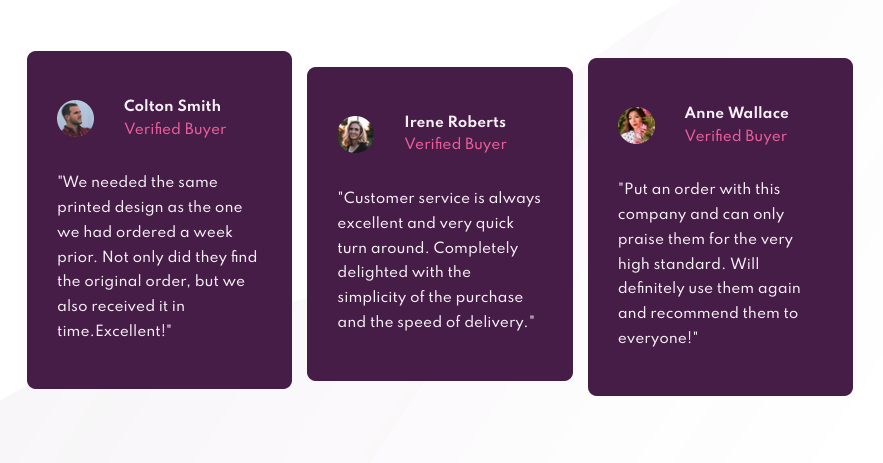 Colton Smith
Verified Buyer
"We needed the same
printed design as the one
we had ordered a week
prior. Not only did they find
the original order, but we
also received it in
time.Excellent!"
Irene Roberts
Verified Buyer
"Customer service is always
excellent and very quick
turn around. Completely
delighted with the
simplicity of the purchase
and the speed of delivery."
Anne Wallace
Verified Buyer
"Put an order with this
company and can only
praise them for the very
high standard. Will
definitely use them again
and recommend them to
everyone!"